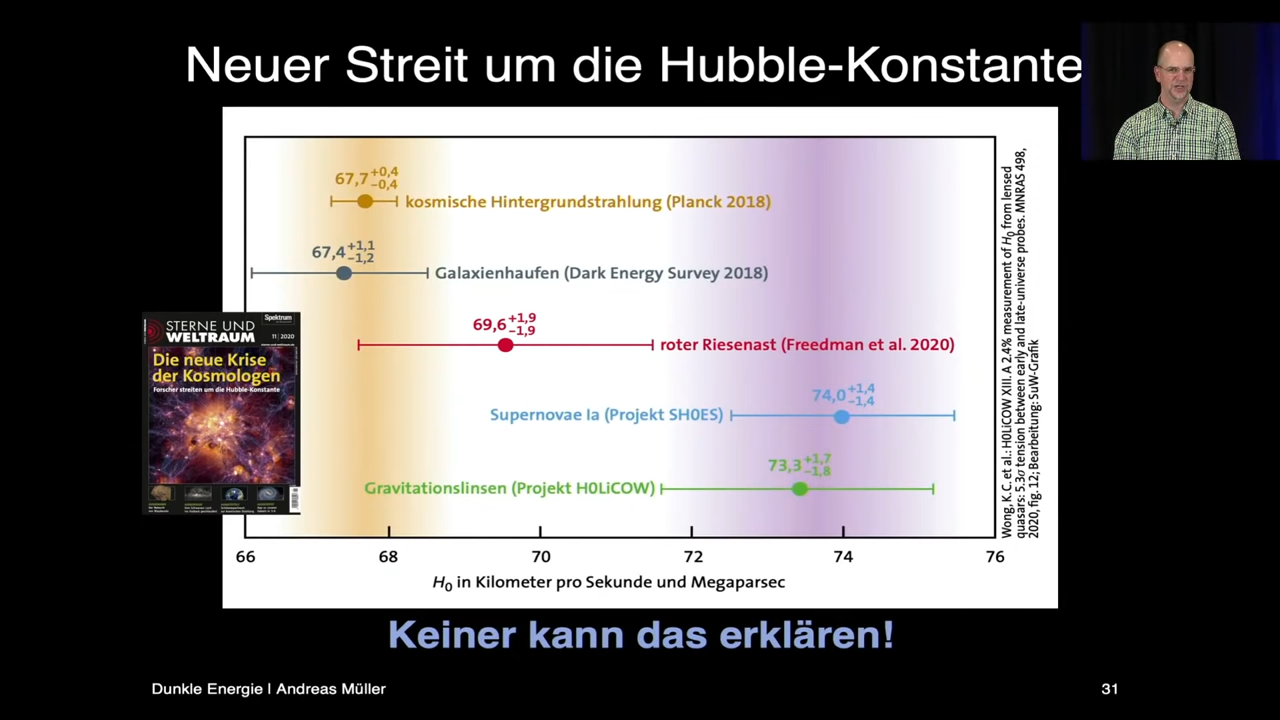 Neuer Streit um die Hubble-Konstante
67,7 +0,4 −0,4
kosmische Hintergrundstrahlung (Planck 2018)
67,4 +1,1 −1,2
Galaxienhaufen (Dark Energy Survey 2018)
69,6 +1,9 −1,9
roter Riesenast (Freedman et al. 2020)
74,0 +1,4 −1,4
Supernovae Ia (Projekt SH0ES)
73,3 +1,7 −1,8
Gravitationslinsen (Projekt H0LiCOW)
66 68 70 72 74 76
H0 in Kilometer pro Sekunde und Megaparsec
Wong, K.C. et al.: H0LiCOW XIII. A 2.4% measurement of H0 from lensed
quasars: 5.3σ tension between early and late-universe probes. MNRAS 498,
2020, fig. 12; Bearbeitung: SuW-Grafik
Spektrum
STERNE UND
WELTRAUM
11 | 2020
Die neue Krise
der Kosmologen
Forscher streiten um die Hubble-Konstante
Keiner kann das erklären!
Dunkle Energie | Andreas Müller
31